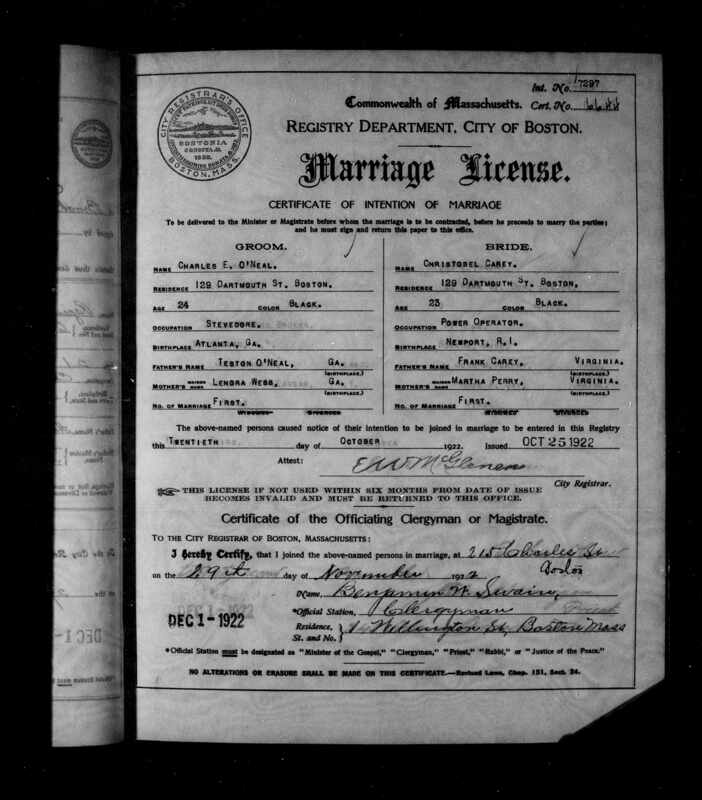 Int. No. 7297
Commonwealth of Massachusetts. Cert. No. 6644
CITY REGISTRAR'S OFFICE
BOSTON, MASS.
BOSTONIA
CONDITA A.D.
1630.
REGISTRY DEPARTMENT, CITY OF BOSTON.
Marriage License.
CERTIFICATE OF INTENTION OF MARRIAGE
To be delivered to the Minister or Magistrate before whom the marriage is to be contracted, before he proceeds to marry the parties;
and he must sign and return this paper to this office.
GROOM.
NAME CHARLES E. O'NEAL.
RESIDENCE 129 DARTMOUTH ST. BOSTON.
AGE 24 COLOR BLACK.
OCCUPATION STEVEDORE.
BIRTHPLACE ATLANTA, GA.
FATHER'S NAME TESTON O'NEAL, GA.
(BIRTHPLACE.)
MOTHER'S MAIDEN NAME LENORA WEBB, GA.
(BIRTHPLACE.)
NO. OF MARRIAGE FIRST.
WIDOWED DIVORCED
BRIDE.
NAME CHRISTOBEL CAREY.
RESIDENCE 129 DARTMOUTH ST. BOSTON.
AGE 23 COLOR BLACK.
OCCUPATION POWER OPERATOR.
BIRTHPLACE NEWPORT, R.I.
FATHER'S NAME FRANK CAREY. VIRGINIA.
(BIRTHPLACE.)
MOTHER'S MAIDEN NAME MARTHA PERRY, VIRGINIA.
(BIRTHPLACE.)
NO. OF MARRIAGE FIRST.
WIDOWED DIVORCED
The above-named persons caused notice of their intention to be joined in marriage to be entered in this Registry
this TWENTIETH day of OCTOBER 1922. Issued OCT 25 1922
Attest: E W McGlenen
City Registrar.
THIS LICENSE IF NOT USED WITHIN SIX MONTHS FROM DATE OF ISSUE
BECOMES INVALID AND MUST BE RETURNED TO THIS OFFICE.
Certificate of the Officiating Clergyman or Magistrate.
TO THE CITY REGISTRAR OF BOSTON, MASSACHUSETTS:
I hereby Certify, that I joined the above-named persons in marriage, at 215 Charles St
on the 29th day of November 1922 Boston
Name, Benjamin W. Swain,
*Official Station, Clergyman
Residence, St. and No. Wellington St, Boston Mass
DEC 1 - 1922
*Official Station must be designated as "Minister of the Gospel," "Clergyman," "Priest," "Rabbi," or "Justice of the Peace."
NO ALTERATIONS OR ERASURE SHALL BE MADE ON THIS CERTIFICATE.—Revised Laws, Chap. 151, Sect. 24.